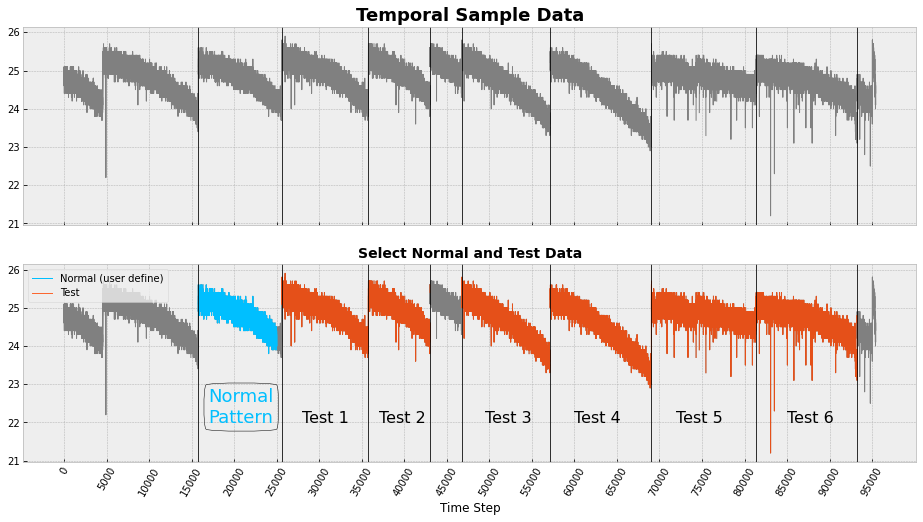 Temporal Sample Data
26
25
24
23
22
21
Select Normal and Test Data
26
25
24
23
22
21
Normal (user define)
Test
Normal
Pattern
Test 1
Test 2
Test 3
Test 4
Test 5
Test 6
0
5000
10000
15000
20000
25000
30000
35000
40000
45000
50000
55000
60000
65000
70000
75000
80000
85000
90000
95000
Time Step